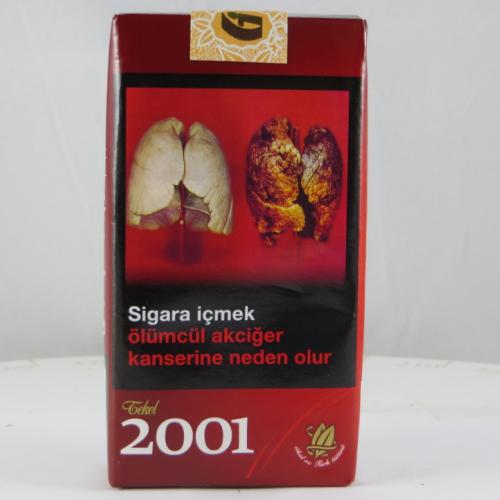 G
Sigara içmek
ölümcül akciğer
kanserine neden olur
Tekel
2001